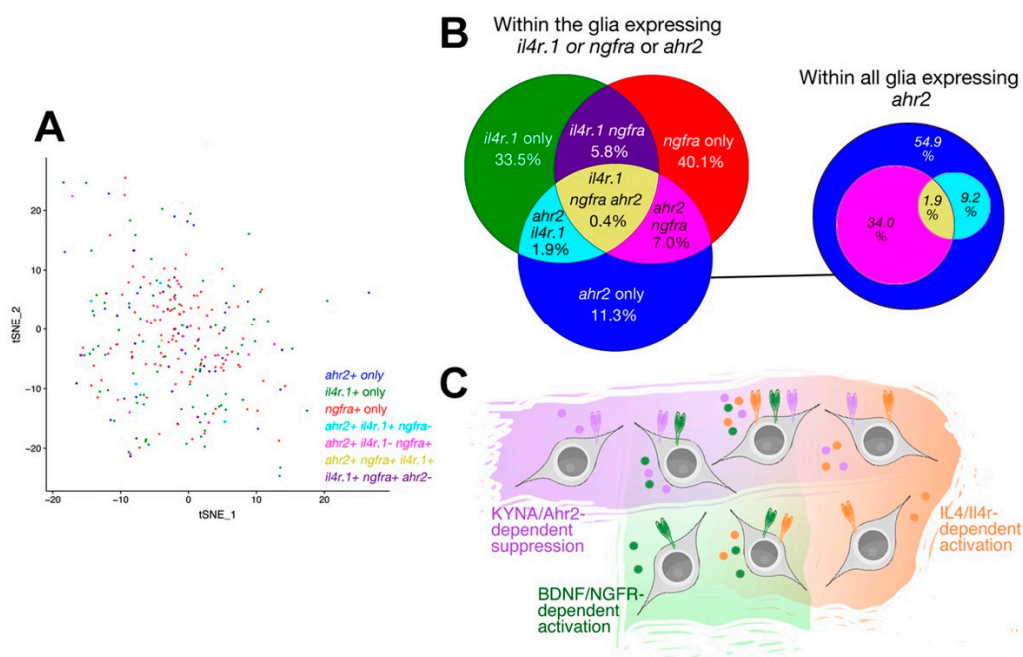 A
tSNE_2
20
10
0
−10
−20
−20
−10
0
10
20
tSNE_1
ahr2+ only
il4r.1+ only
ngfra+ only
ahr2+ il4r.1+ ngfra-
ahr2+ il4r.1- ngfra+
ahr2+ ngfra+ il4r.1+
il4r.1+ ngfra+ ahr2-
B
Within the glia expressing
il4r.1 or ngfra or ahr2
il4r.1 only
33.5%
il4r.1 ngfra
5.8%
ngfra only
40.1%
il4r.1
ngfra ahr2
0.4%
ahr2
il4r.1
1.9%
ahr2
ngfra
7.0%
ahr2 only
11.3%
Within all glia expressing
ahr2
54.9
%
34.0
%
1.9
%
9.2
%
C
KYNA/Ahr2-
dependent
suppression
BDNF/NGFR-
dependent
activation
IL4/Il4r-
dependent
activation